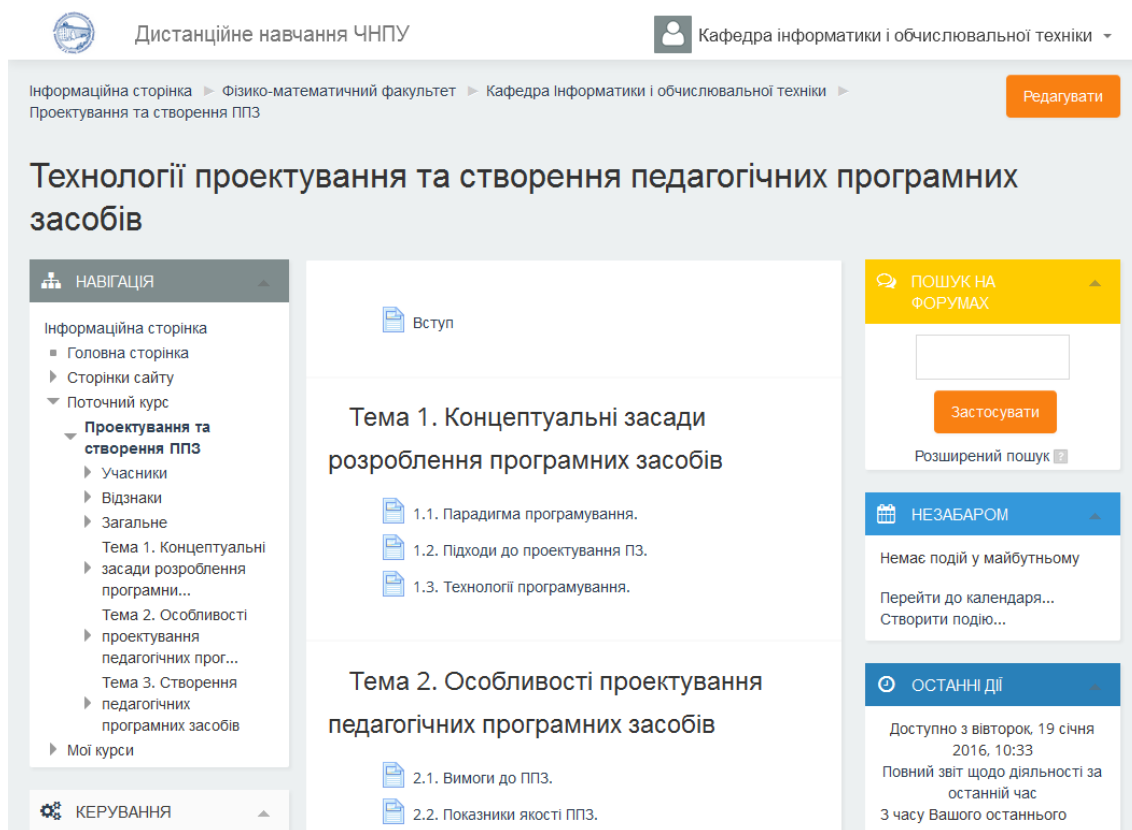 Дистанційне навчання ЧНПУ
Кафедра інформатики і обчислювальної техніки
Інформаційна сторінка ► Фізико-математичний факультет ► Кафедра Інформатики і обчислювальної техніки ►
Проектування та створення ППЗ
Редагувати
Технології проектування та створення педагогічних програмних
засобів
НАВІГАЦІЯ
Інформаційна сторінка
Головна сторінка
Сторінки сайту
Поточний курс
Проектування та
створення ППЗ
Учасники
Відзнаки
Загальне
Тема 1. Концептуальні
засади розроблення
програмни...
Тема 2. Особливості
проектування
педагогічних прог...
Тема 3. Створення
педагогічних
програмних засобів
Мої курси
КЕРУВАННЯ
Вступ
Тема 1. Концептуальні засади
розроблення програмних засобів
1.1. Парадигма програмування.
1.2. Підходи до проектування ПЗ.
1.3. Технології програмування.
Тема 2. Особливості проектування
педагогічних програмних засобів
2.1. Вимоги до ППЗ.
2.2. Показники якості ППЗ.
ПОШУК НА
ФОРУМАХ
Застосувати
Розширений пошук ?
НЕЗАБАРОМ
Немає подій у майбутньому
Перейти до календаря...
Створити подію...
ОСТАННІ ДІЇ
Доступно з вівторок, 19 січня
2016, 10:33
Повний звіт щодо діяльності за
останній час
З часу Вашого останнього